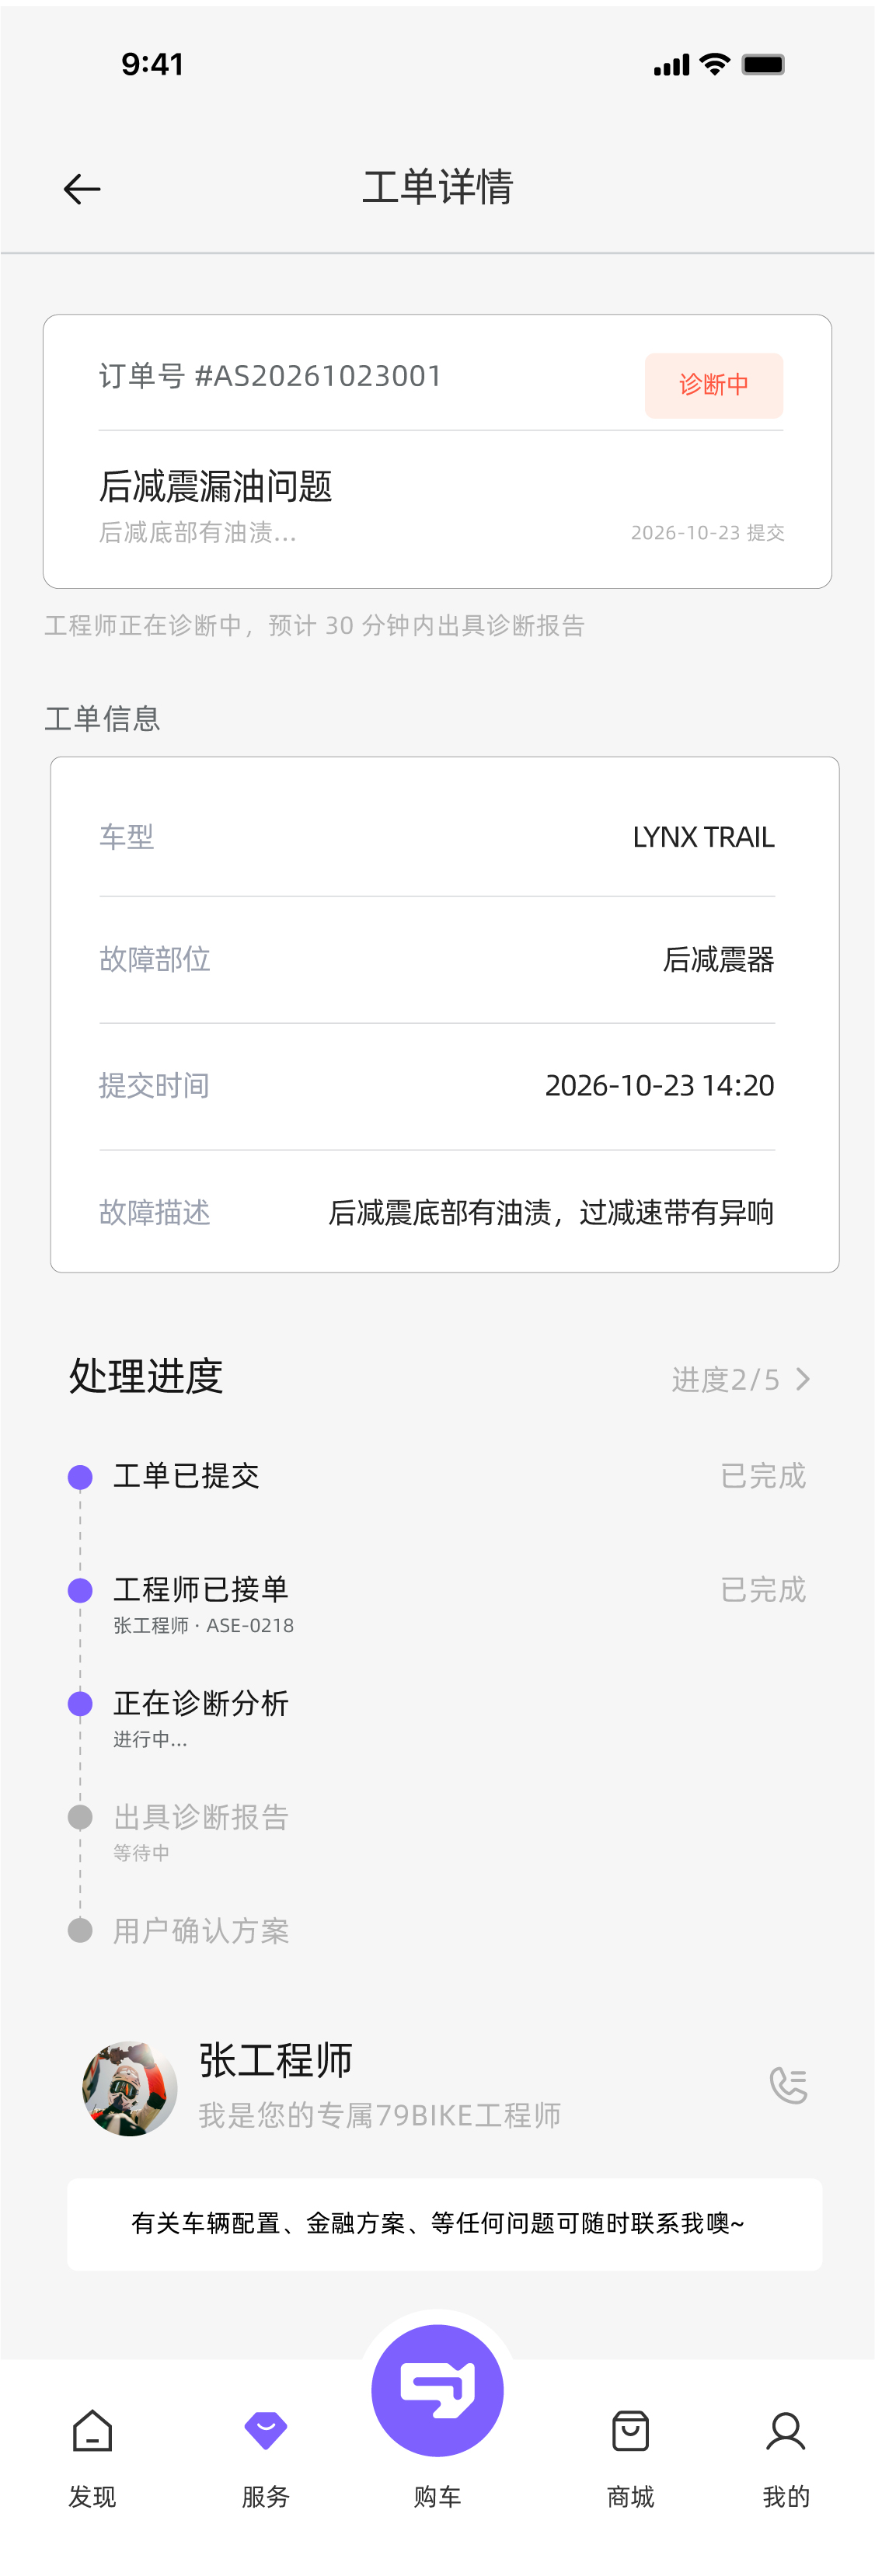 9:41
工单详情
订单号 #AS20261023001
诊断中
后减震漏油问题
后减底部有油渍...
2026-10-23 提交
工程师正在诊断中，预计 30 分钟内出具诊断报告
工单信息
车型
LYNX TRAIL
故障部位
后减震器
提交时间
2026-10-23 14:20
故障描述
后减震底部有油渍，过减速带有异响
处理进度
进度2/5
工单已提交
已完成
工程师已接单
已完成
张工程师 · ASE-0218
正在诊断分析
进行中...
出具诊断报告
等待中
用户确认方案
张工程师
我是您的专属79BIKE工程师
有关车辆配置、金融方案、等任何问题可随时联系我噢~
发现
服务
购车
商城
我的